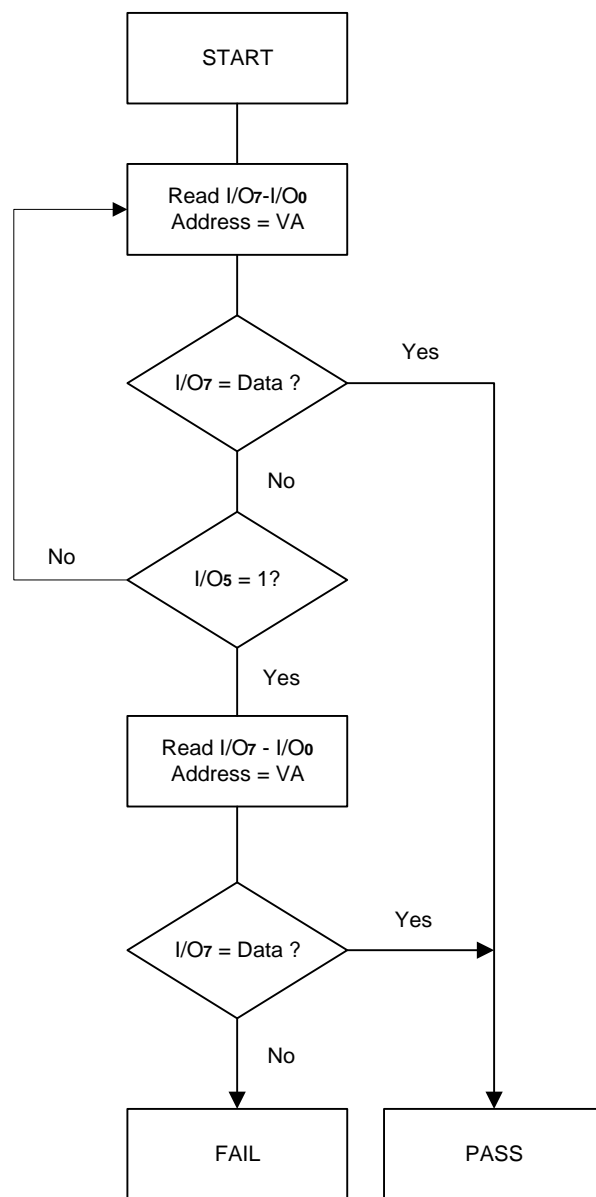 START
Read I/O7-I/O0
Address = VA
I/O7 = Data ?
Yes
No
I/O5 = 1?
No
Yes
Read I/O7 - I/O0
Address = VA
I/O7 = Data ?
Yes
No
FAIL
PASS